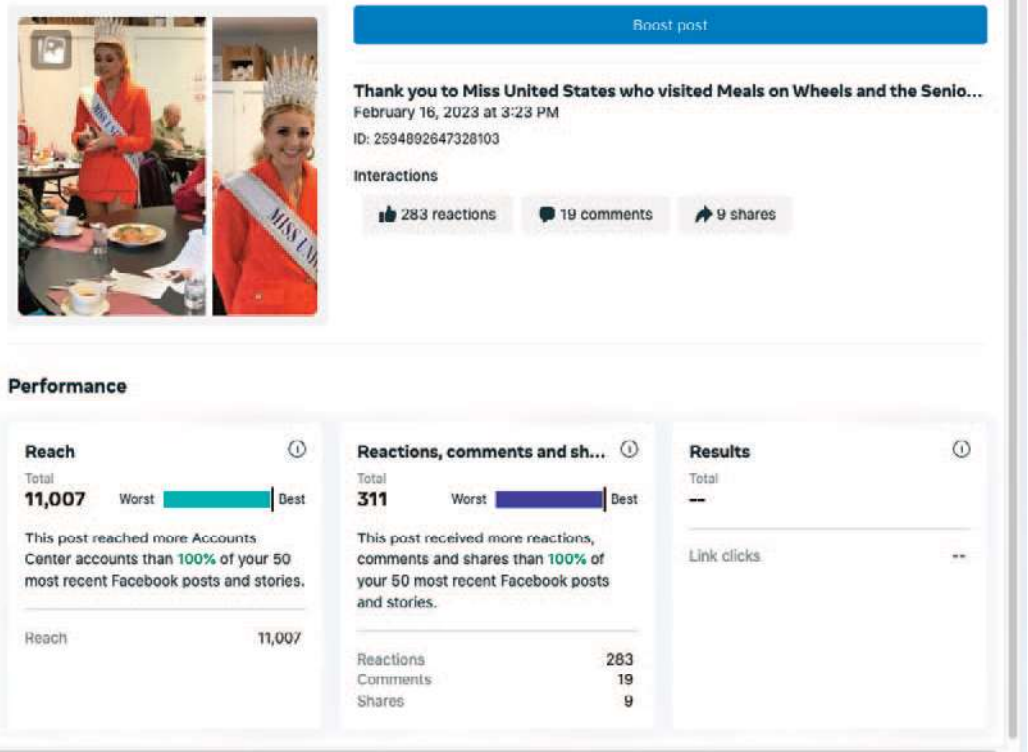 Boost post
Thank you to Miss United States who visited Meals on Wheels and the Senio...
February 16, 2023 at 3:23 PM
ID: 2594892647328103
Interactions
283 reactions
19 comments
9 shares
MISS
MISS UNI
Performance
Reach
Total
11,007
Worst
Best
This post reached more Accounts
Center accounts than 100% of your 50
most recent Facebook posts and stories.
Reach 11,007
Reactions, comments and sh...
Total
311
Worst
Best
This post received more reactions,
comments and shares than 100% of
your 50 most recent Facebook posts
and stories.
Reactions 283
Comments 19
Shares 9
Results
Total
--
Link clicks --